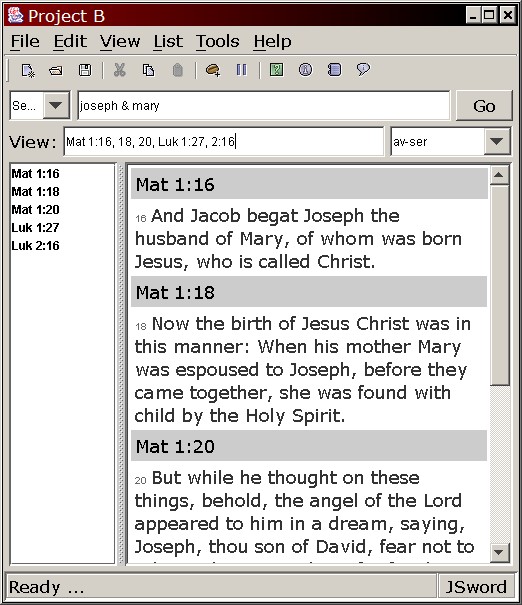 Project B
File Edit View List Tools Help
Se... joseph & mary Go
View: Mat 1:16, 18, 20, Luk 1:27, 2:16 av-ser
Mat 1:16
Mat 1:18
Mat 1:20
Luk 1:27
Luk 2:16
Mat 1:16
16 And Jacob begat Joseph the
husband of Mary, of whom was born
Jesus, who is called Christ.
Mat 1:18
18 Now the birth of Jesus Christ was in
this manner: When his mother Mary
was espoused to Joseph, before they
came together, she was found with
child by the Holy Spirit.
Mat 1:20
20 But while he thought on these
things, behold, the angel of the Lord
appeared to him in a dream, saying,
Joseph, thou son of David, fear not to
Ready ... JSword